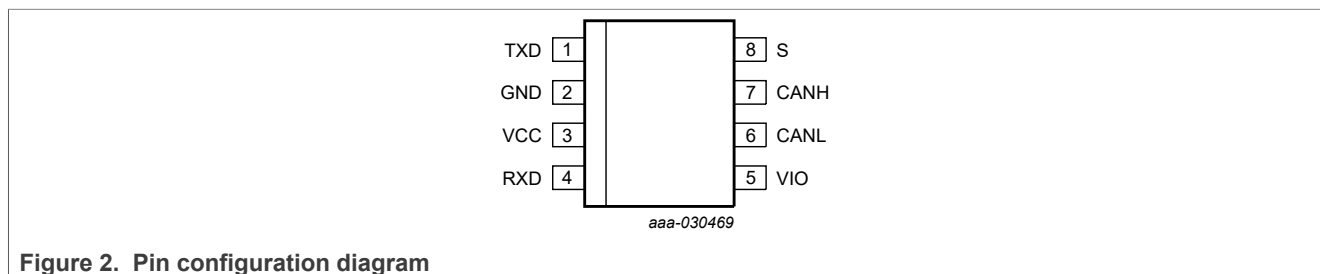 TXD 1 8 S
GND 2 7 CANH
VCC 3 6 CANL
RXD 4 5 VIO
aaa-030469
Figure 2. Pin configuration diagram